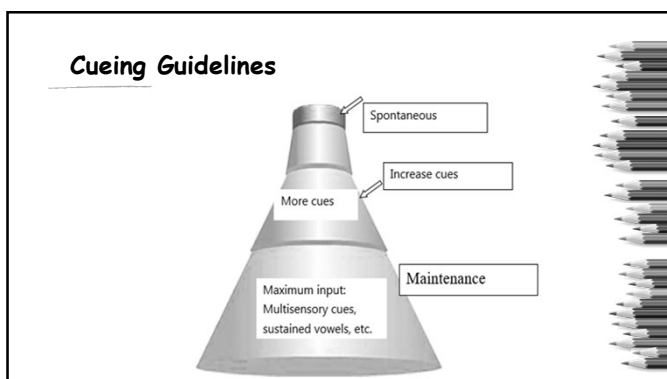 Cueing Guidelines
Spontaneous
Increase cues
More cues
Maintenance
Maximum input:
Multisensory cues,
sustained vowels, etc.